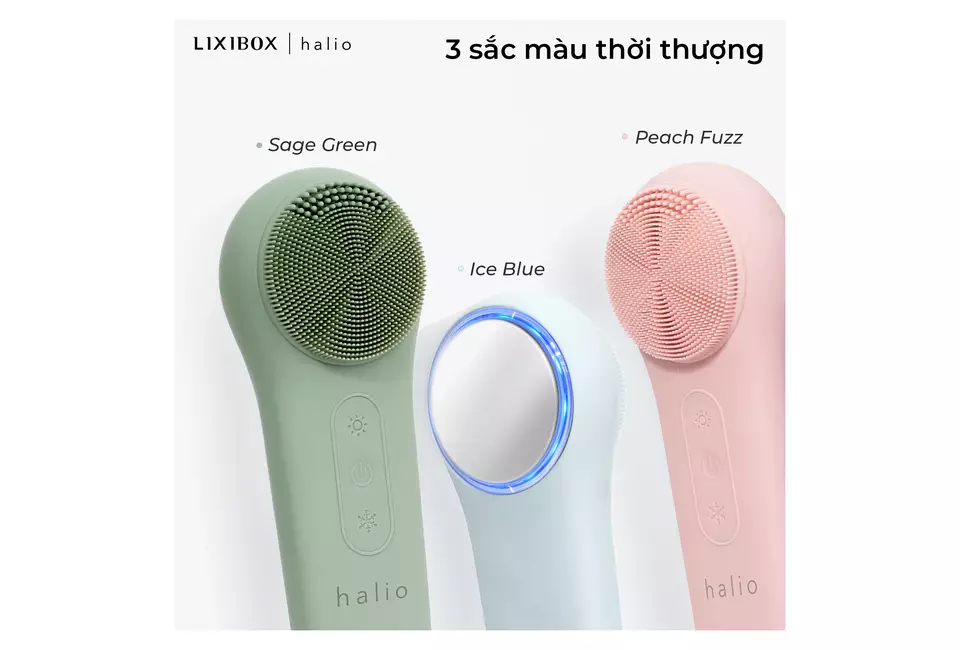 LIXIBOX | halio
3 sắc màu thời thượng
Sage Green
Peach Fuzz
Ice Blue
halio
halio